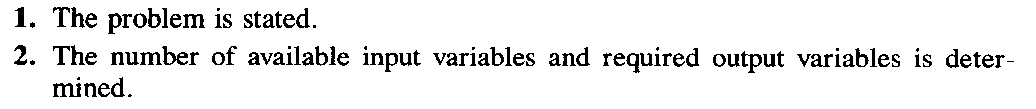 1. The problem is stated.
2. The number of available input variables and required output variables is deter-
mined.